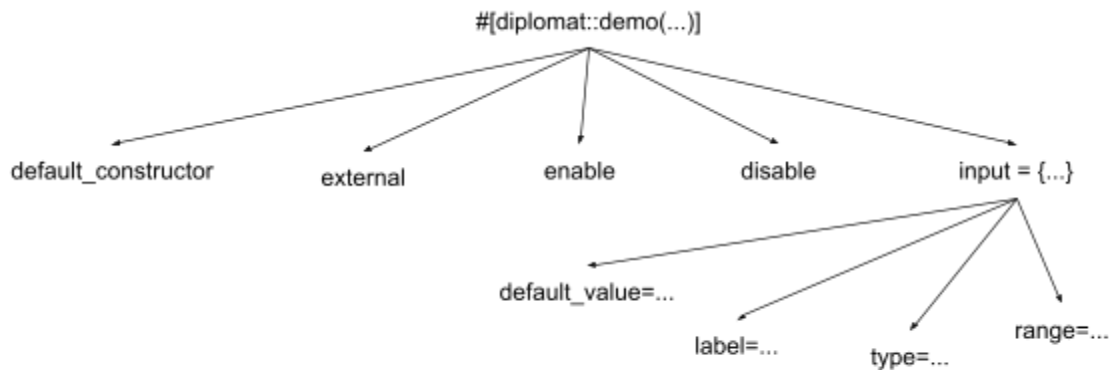 #[diplomat::demo(...)]
default_constructor
external
enable
disable
input = {...}
default_value=...
label=...
type=...
range=...